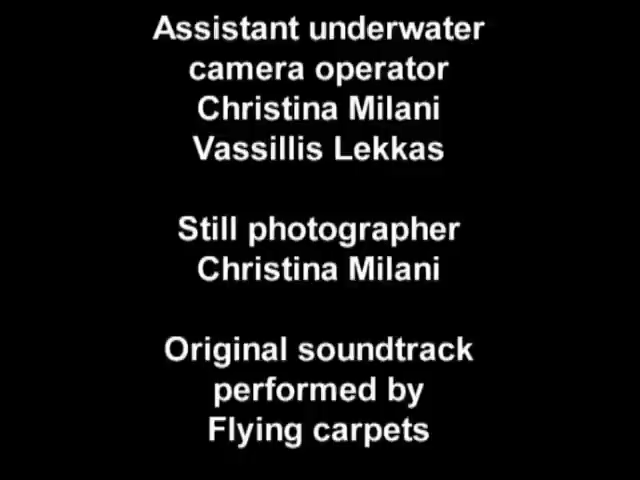 Assistant underwater
camera operator
Christina Milani
Vassillis Lekkas
Still photographer
Christina Milani
Original soundtrack
performed by
Flying carpets